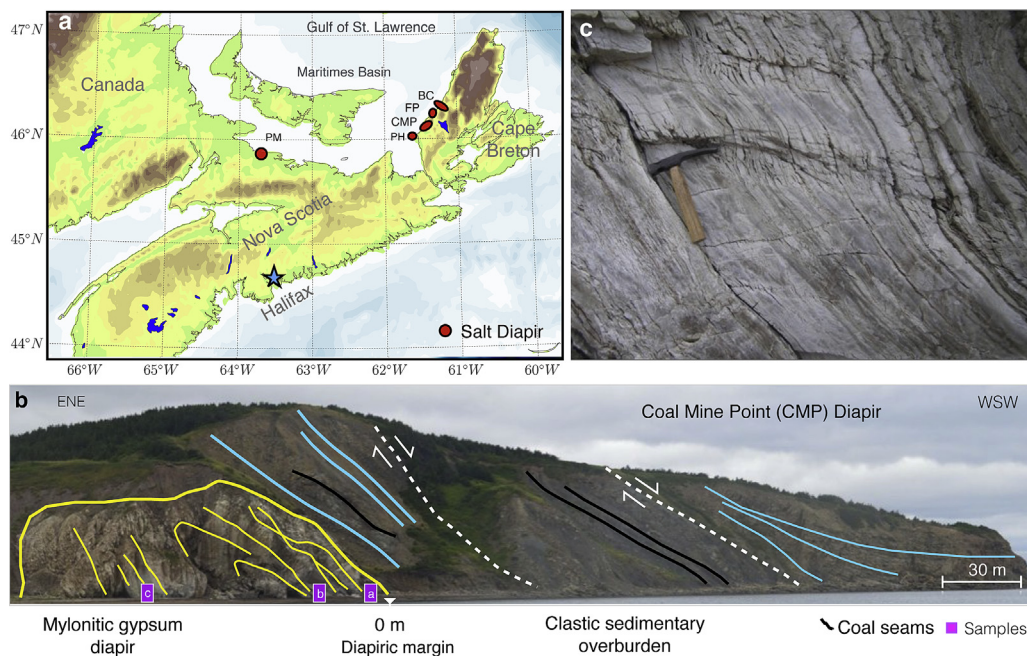 a
47°N
46°N
45°N
44°N
66°W
65°W
64°W
63°W
62°W
61°W
60°W
Gulf of St. Lawrence
Canada
Maritimes Basin
BC
FP
CMP
PH
PM
Cape
Breton
Nova Scotia
Halifax
Salt Diapir
c
b
ENE
Coal Mine Point (CMP) Diapir
WSW
c
b
a
30 m
Mylonitic gypsum
diapir
0 m
Diapiric margin
Clastic sedimentary
overburden
Coal seams
Samples